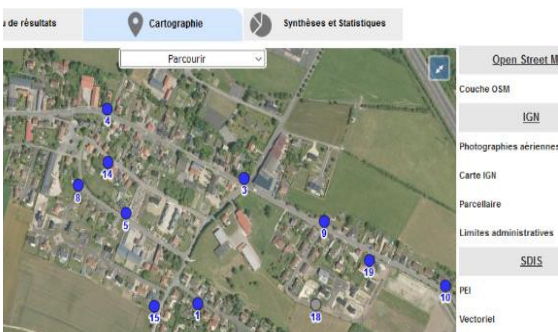 u de résultats
Cartographie
Synthèses et Statistiques
Parcourir
Open Street M
Couche OSM
IGN
Photographies aériennes
Carte IGN
Parcellaire
Limites administratives
SDIS
PEI
Vectoriel
4
14
8
3
5
9
19
10
18
15
1